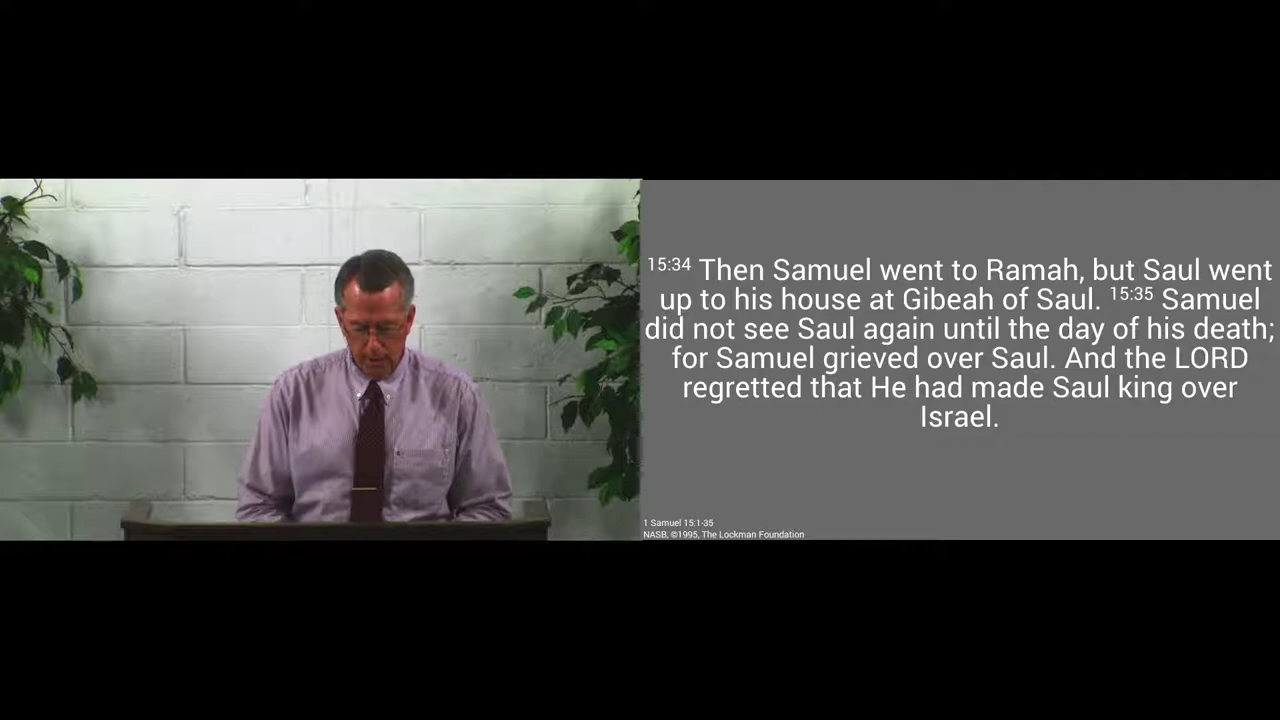 15:34 Then Samuel went to Ramah, but Saul went
up to his house at Gibeah of Saul. 15:35 Samuel
did not see Saul again until the day of his death;
for Samuel grieved over Saul. And the LORD
regretted that He had made Saul king over
Israel.
1 Samuel 15:1-35
NASB, ©1995, The Lockman Foundation